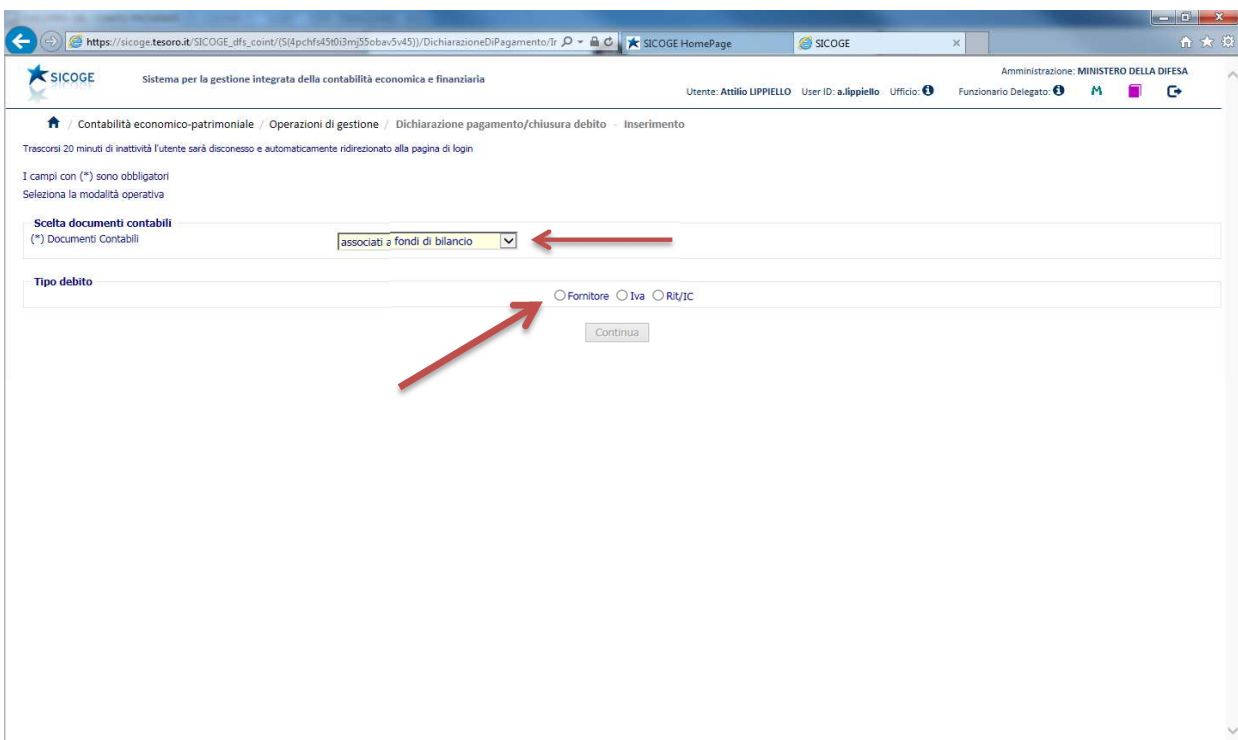 https://sicoge.tesoro.it/SICOGE_dfs_coint/(S(4pchfs45t0i3mj55obav5v45))/DichiarazioneDiPagamento/Ir
SICOGE HomePage
SICOGE
SICOGE
Sistema per la gestione integrata della contabilità economica e finanziaria
Amministrazione: MINISTERO DELLA DIFESA
Utente: Attilio LIPPIELLO User ID: a.lippiello Ufficio: Funzionario Delegato:
/ Contabilità economico-patrimoniale / Operazioni di gestione / Dichiarazione pagamento/chiusura debito - Inserimento
Trascorsi 20 minuti di inattività l'utente sarà disconesso e automaticamente ridirezionato alla pagina di login
I campi con (*) sono obbligatori
Seleziona la modalità operativa
Scelta documenti contabili
(*) Documenti Contabili
associati a fondi di bilancio
Tipo debito
Fornitore Iva Rit/IC
Continua